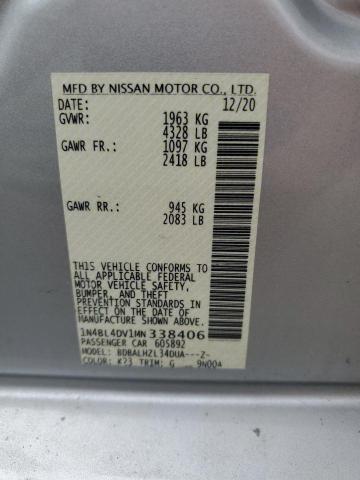 MFD BY NISSAN MOTOR CO., LTD.
DATE: 12/20
GVWR: 1963 KG
4328 LB
GAWR FR.: 1097 KG
2418 LB
GAWR RR.: 945 KG
2083 LB
THIS VEHICLE CONFORMS TO
ALL APPLICABLE FEDERAL
MOTOR VEHICLE SAFETY,
BUMPER, AND THEFT
PREVENTION STANDARDS IN
EFFECT ON THE DATE OF
MANUFACTURE SHOWN ABOVE.
1N4BL4DV1MN338406
PASSENGER CAR 605892
MODEL: BDBALHZL34DUA---Z-
COLOR: K23 TRIM: G 9N00A